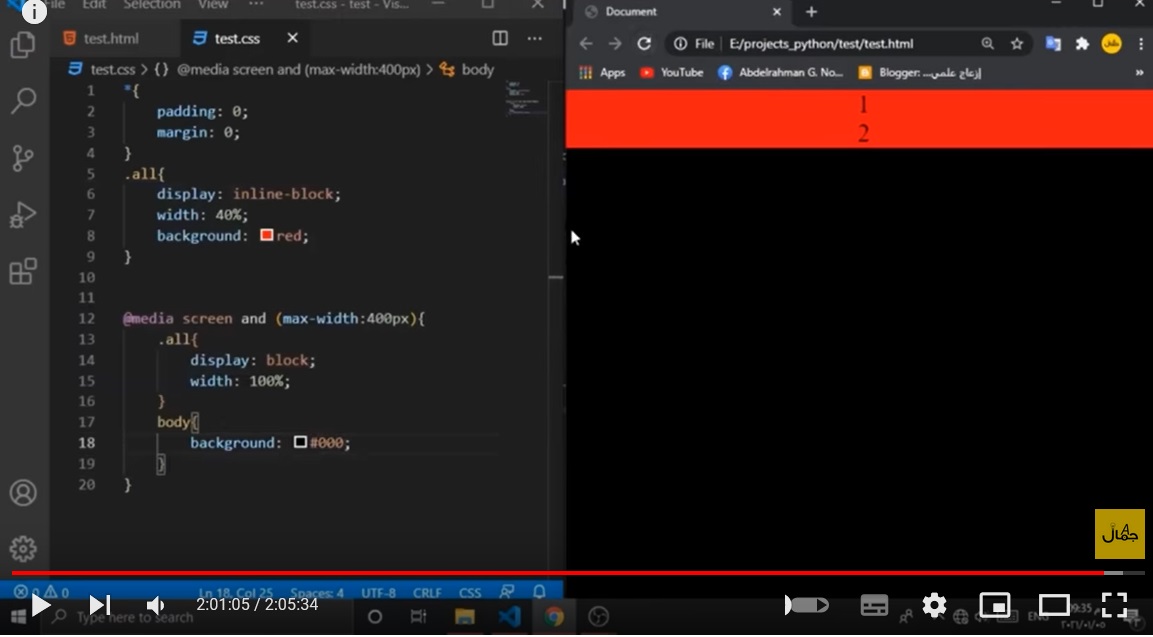 File Edit Selection View ... test.css - test - Vis...
test.html
test.css
test.css > {} @media screen and (max-width:400px) > body
1 *{
2 padding: 0;
3 margin: 0;
4 }
5 .all{
6 display: inline-block;
7 width: 40%;
8 background: red;
9 }
10
11
12 @media screen and (max-width:400px){
13 .all{
14 display: block;
15 width: 100%;
16 }
17 body{
18 background: #000;
19 }
20 }
Ln 18, Col 25 Spaces: 4 UTF-8 CRLF CSS
Document
File E:/projects_python/test/test.html
Apps YouTube Abdelrahman G. No... Blogger: ...إزعاج علمي
1
2
جمال
2:01:05 / 2:05:34
Type here to search
ENG